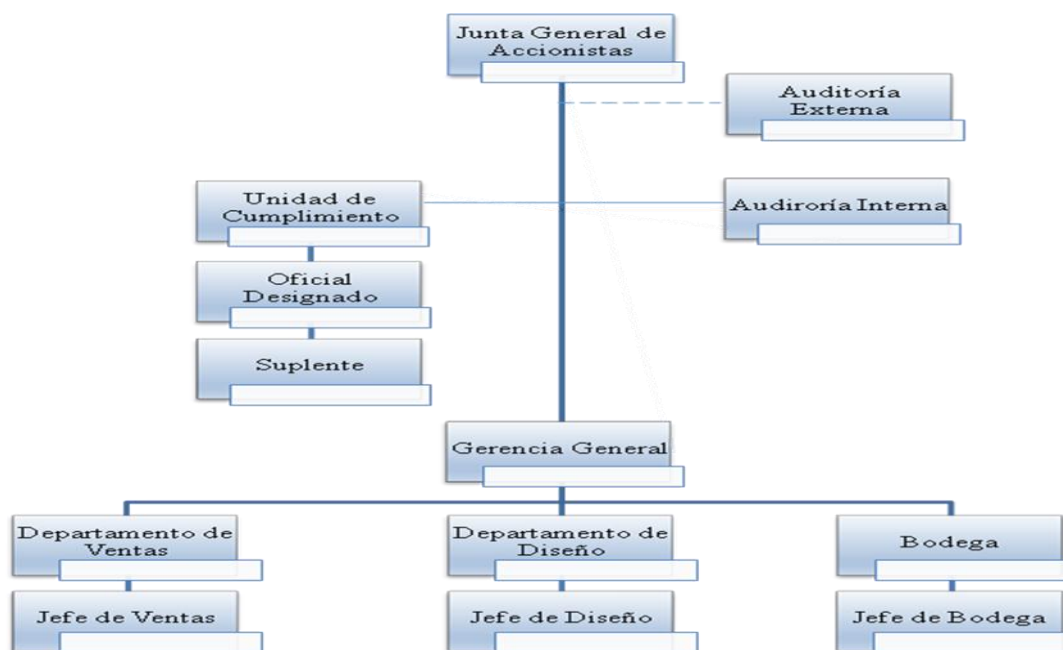 Junta General de
Accionistas
Auditoría
Externa
Unidad de
Cumplimiento
Audiroría Interna
Oficial
Designado
Suplente
Gerencia General
Departamento de
Ventas
Departamento de
Diseño
Bodega
Jefe de Ventas
Jefe de Diseño
Jefe de Bodega